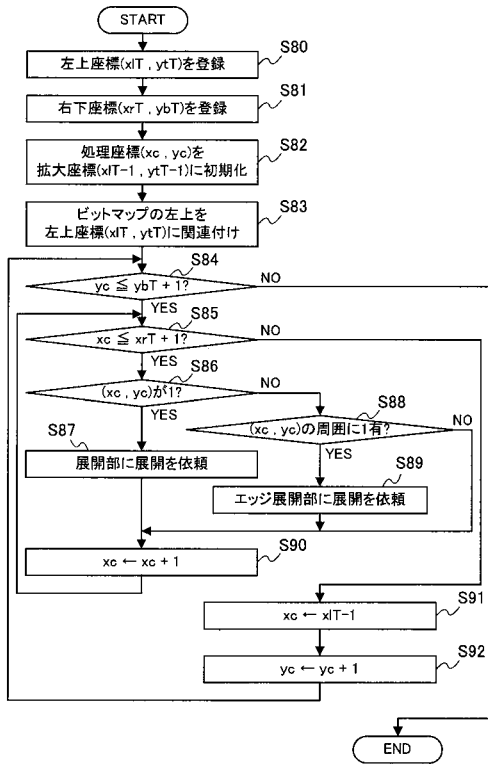 START
S80
左上座標(xlT , ytT)を登録
S81
右下座標(xrT , ybT)を登録
S82
処理座標(xc , yc)を
拡大座標(xlT-1 , ytT-1)に初期化
S83
ビットマップの左上を
左上座標(xlT , ytT)に関連付け
S84
yc ≦ ybT + 1?
NO
YES
S85
xc ≦ xrT + 1?
NO
YES
S86
(xc , yc)が1?
NO
YES
S88
(xc , yc)の周囲に1有?
NO
YES
S87
展開部に展開を依頼
S89
エッジ展開部に展開を依頼
S90
xc ← xc + 1
S91
xc ← xlT-1
S92
yc ← yc + 1
END